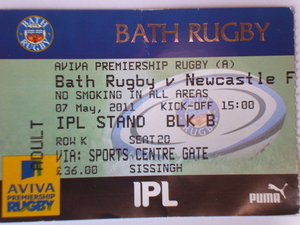 BATH RUGBY
BATH RUGBY
AVIVA PREMIERSHIP RUGBY (A)
Bath Rugby v Newcastle F
NO SMOKING IN ALL AREAS
07 May, 2011 KICK-OFF 15:00
IPL STAND BLK B
ROW K SEAT 20
VIA: SPORTS CENTRE GATE
£36.00 SISSINGH
ADULT
AVIVA
PREMIERSHIP
RUGBY
IPL
PUMA